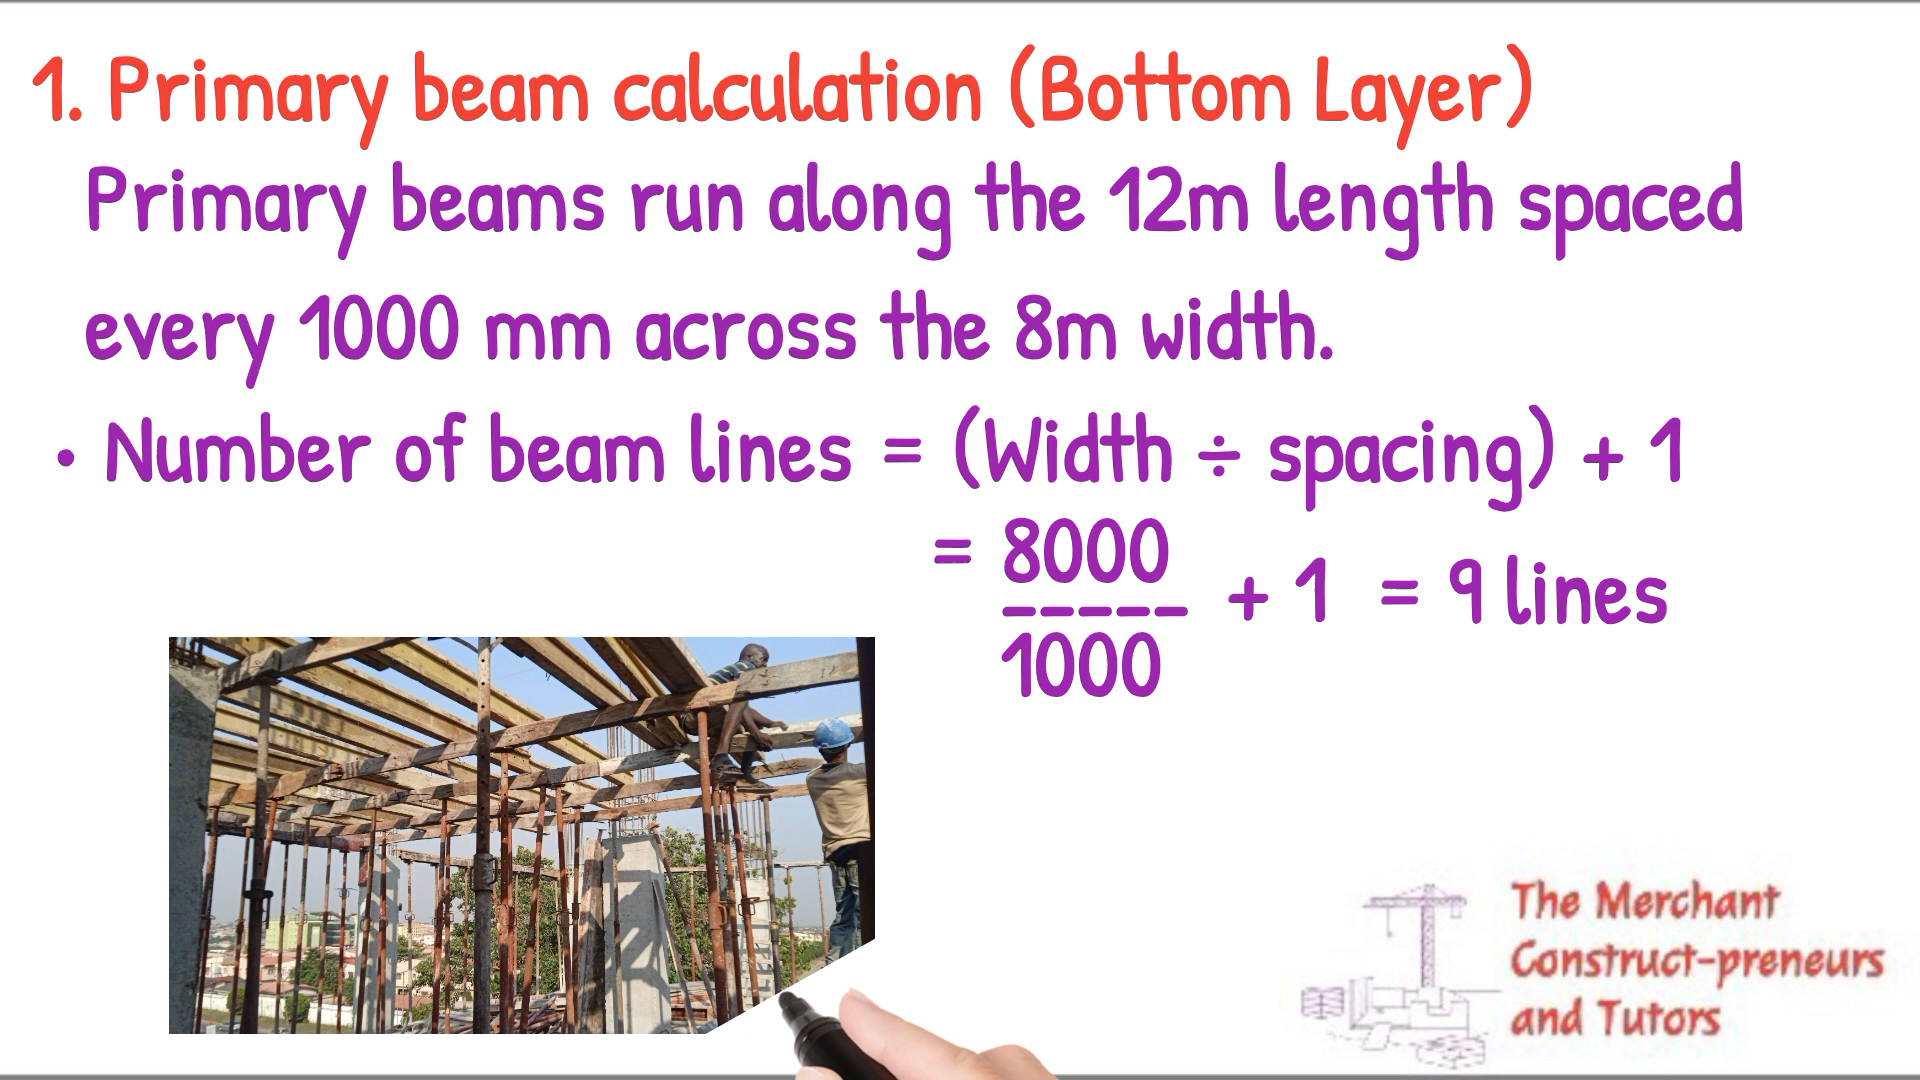 1. Primary beam calculation (Bottom Layer)
Primary beams run along the 12m length spaced
every 1000 mm across the 8m width.
• Number of beam lines = (Width ÷ spacing) + 1
= 8000
-----
1000
+ 1 = 9 lines
The Merchant
Construct-preneurs
and Tutors